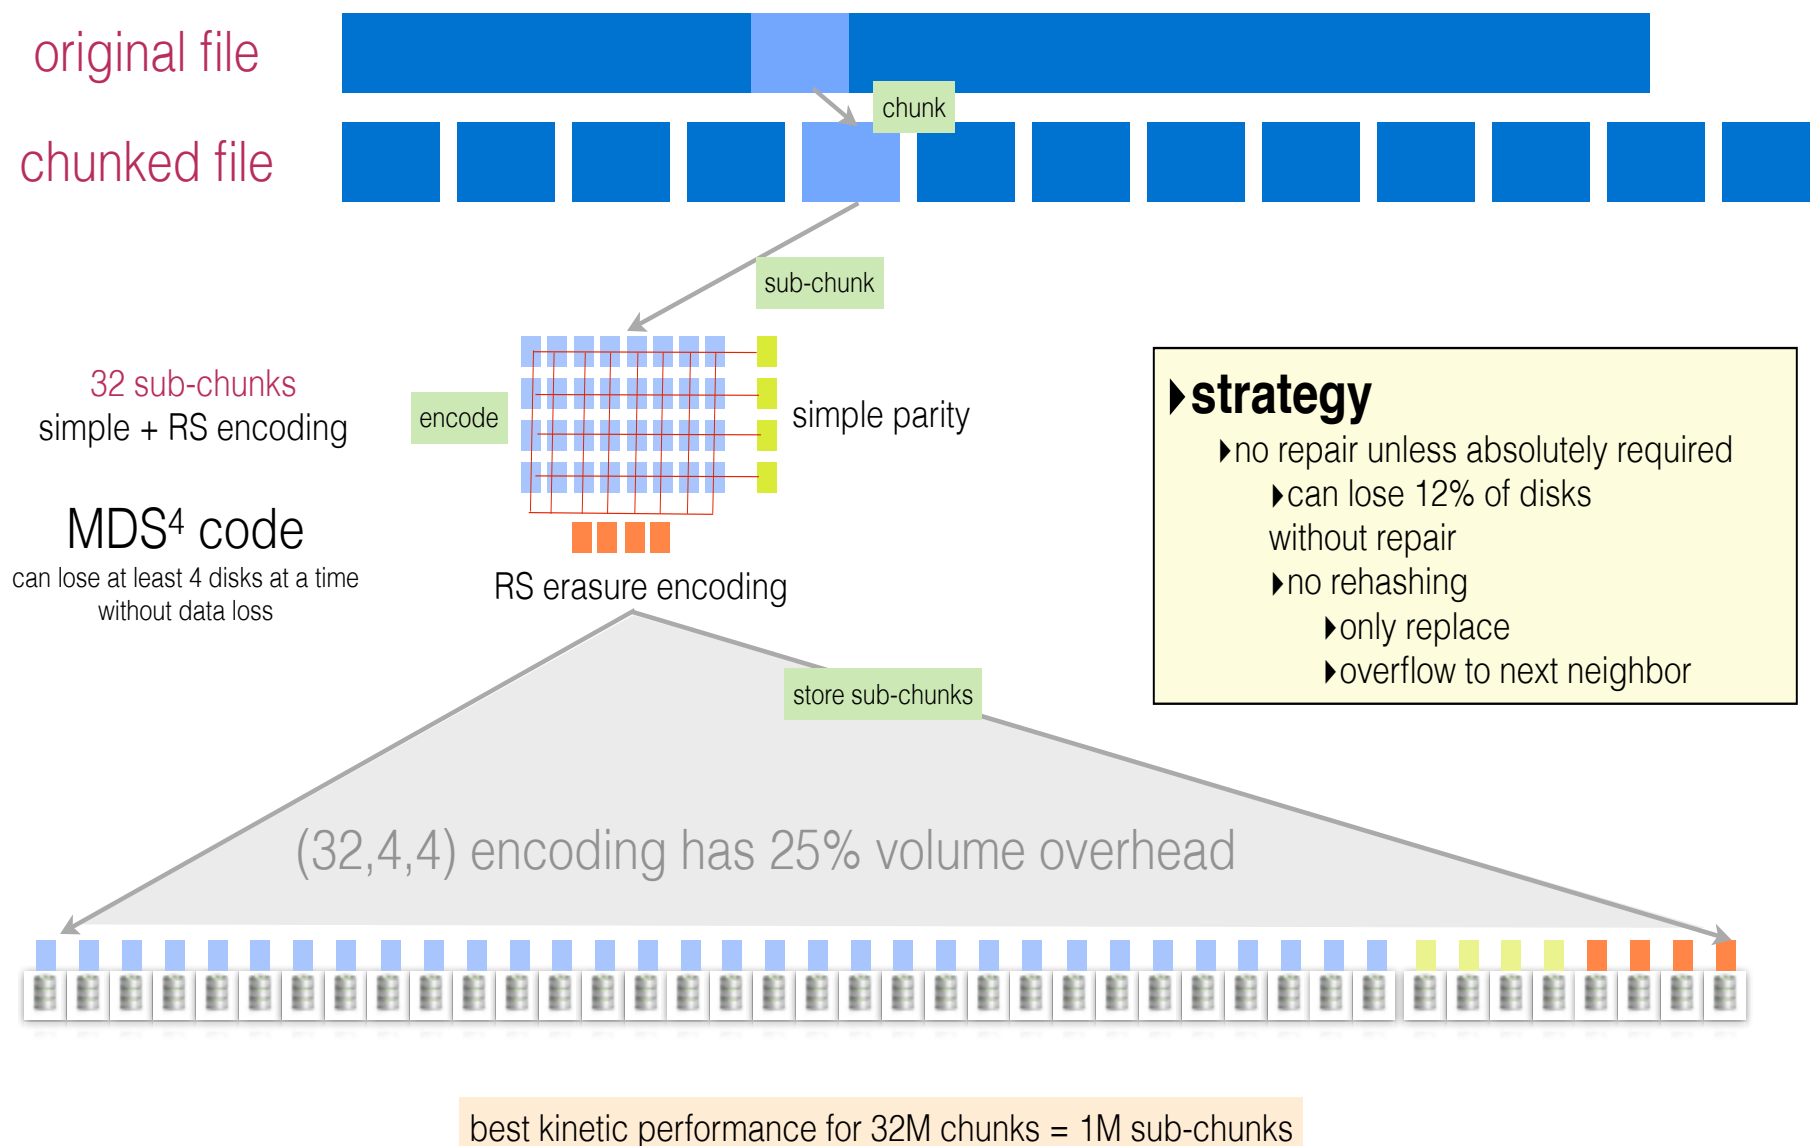 original file
chunk
chunked file
sub-chunk
32 sub-chunks
simple + RS encoding
encode
simple parity
MDS⁴ code
can lose at least 4 disks at a time
without data loss
RS erasure encoding
▸strategy
▸no repair unless absolutely required
▸can lose 12% of disks
without repair
▸no rehashing
▸only replace
▸overflow to next neighbor
store sub-chunks
(32,4,4) encoding has 25% volume overhead
best kinetic performance for 32M chunks = 1M sub-chunks